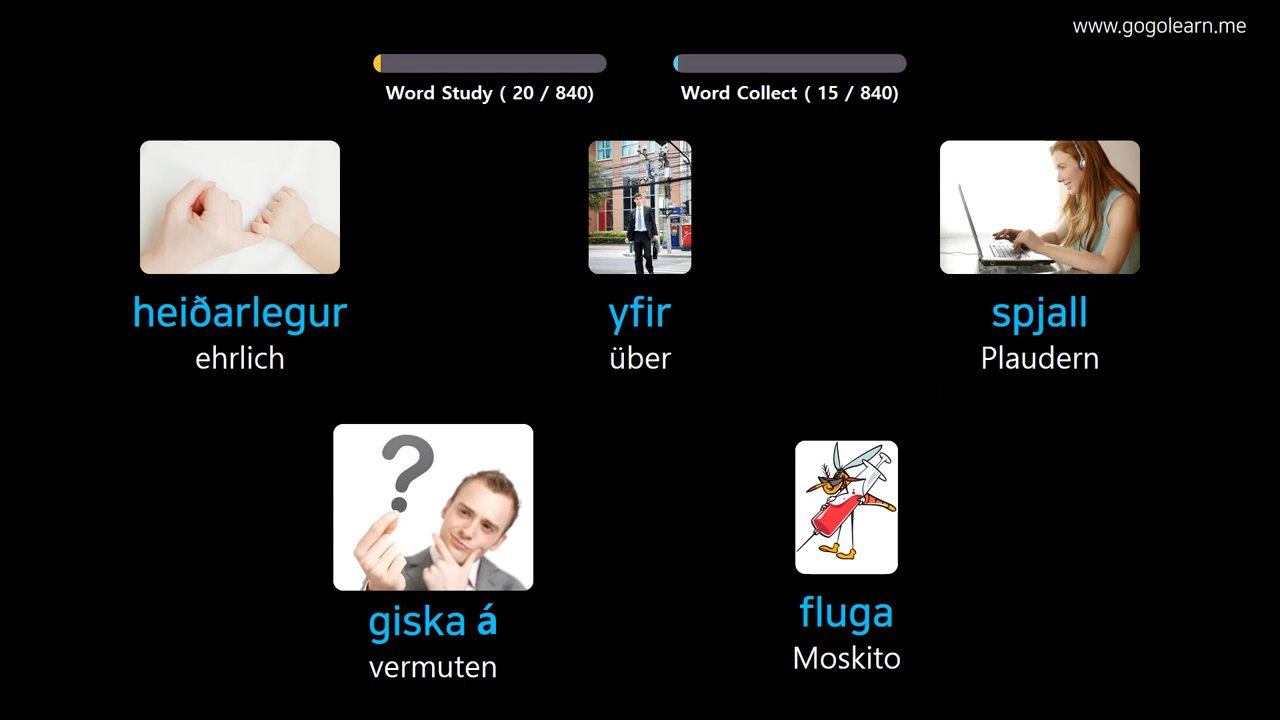 www.gogolearn.me
Word Study ( 20 / 840)
Word Collect ( 15 / 840)
heiðarlegur
ehrlich
yfir
über
spjall
Plaudern
giska á
vermuten
fluga
Moskito